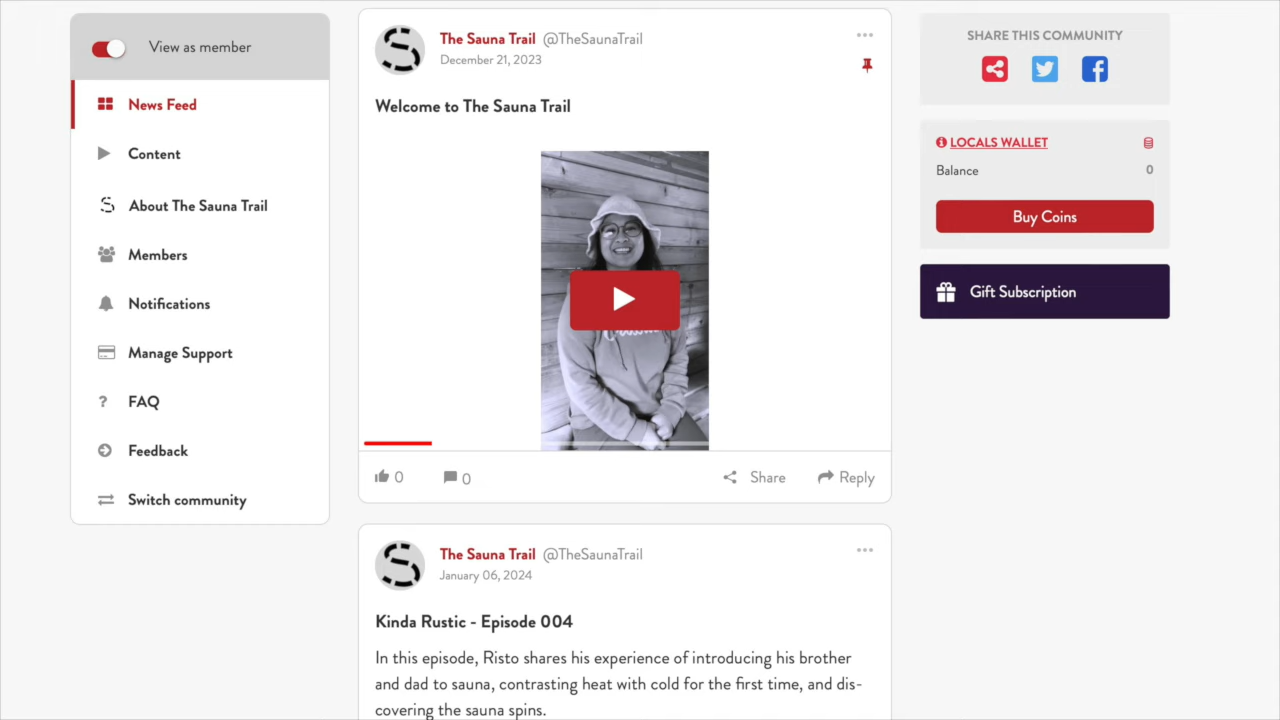 View as member
News Feed
Content
About The Sauna Trail
Members
Notifications
Manage Support
? FAQ
Feedback
Switch community
The Sauna Trail @TheSaunaTrail
December 21, 2023
Welcome to The Sauna Trail
0
0
Share
Reply
The Sauna Trail @TheSaunaTrail
January 06, 2024
Kinda Rustic - Episode 004
In this episode, Risto shares his experience of introducing his brother
and dad to sauna, contrasting heat with cold for the first time, and dis-
covering the sauna spins.
SHARE THIS COMMUNITY
LOCALS WALLET
Balance 0
Buy Coins
Gift Subscription